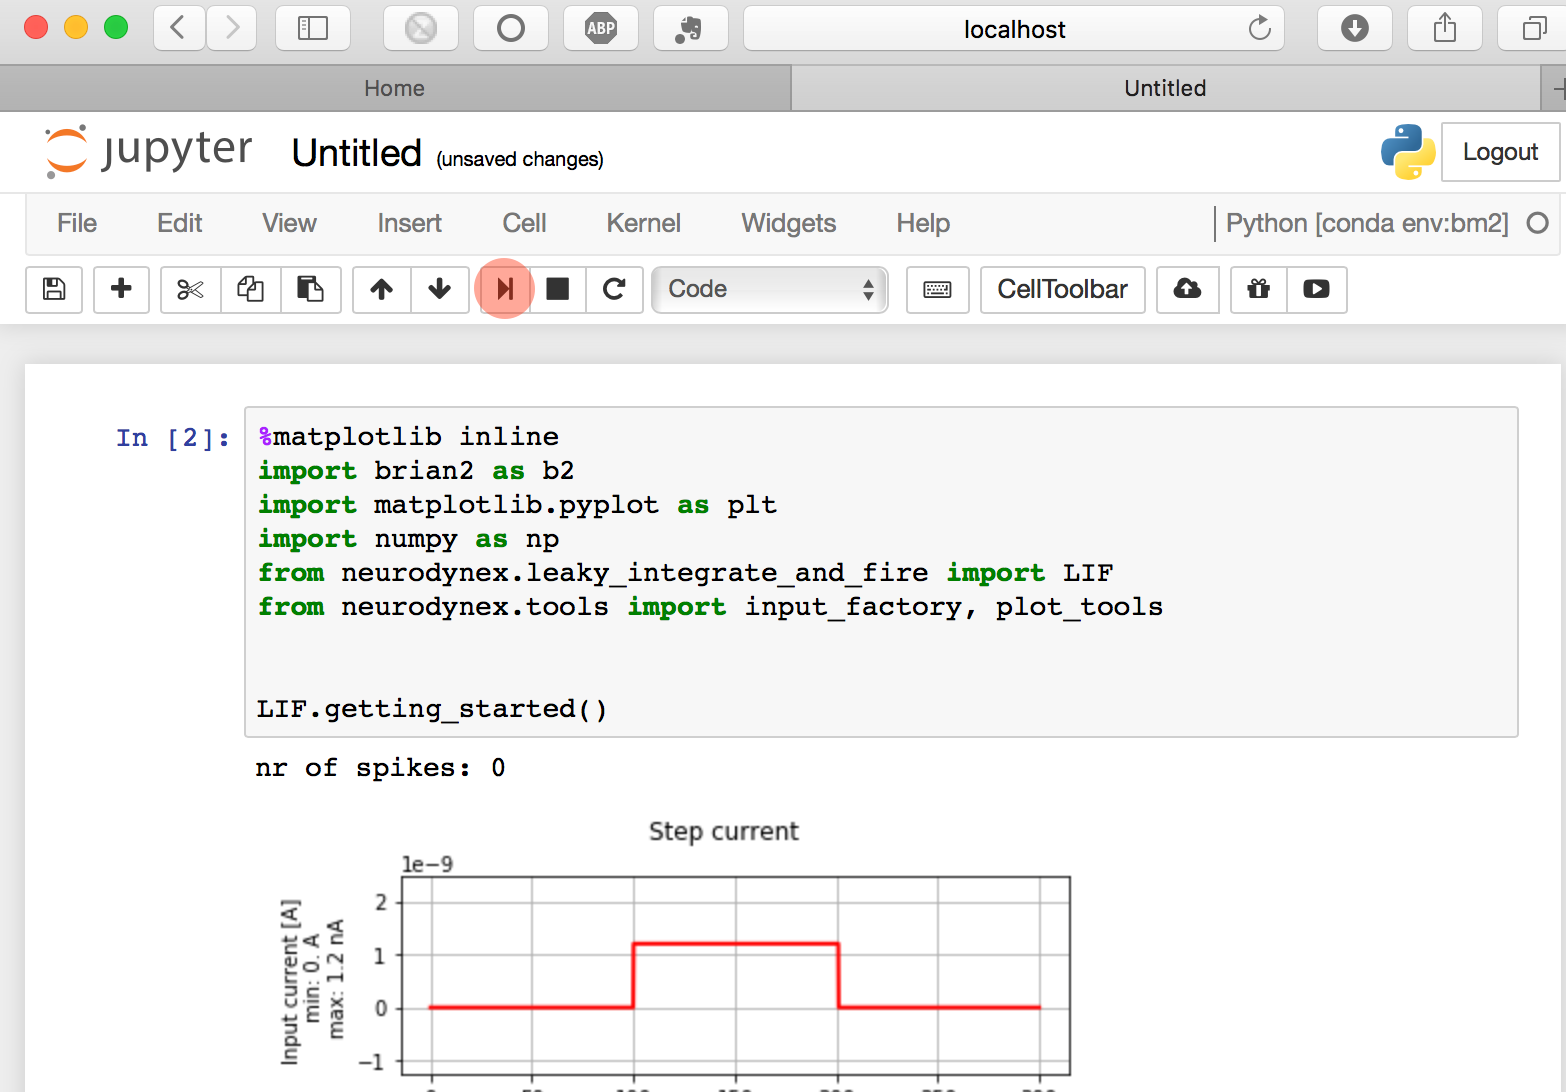 ABP
localhost
Home
Untitled
jupyter Untitled (unsaved changes)
Logout
File Edit View Insert Cell Kernel Widgets Help Python [conda env:bm2]
Code CellToolbar
In [2]: %matplotlib inline
import brian2 as b2
import matplotlib.pyplot as plt
import numpy as np
from neurodynex.leaky_integrate_and_fire import LIF
from neurodynex.tools import input_factory, plot_tools
LIF.getting_started()
nr of spikes: 0
Step current
1e−9
Input current [A]
min: 0. A
max: 1.2 nA
2
1
0
−1